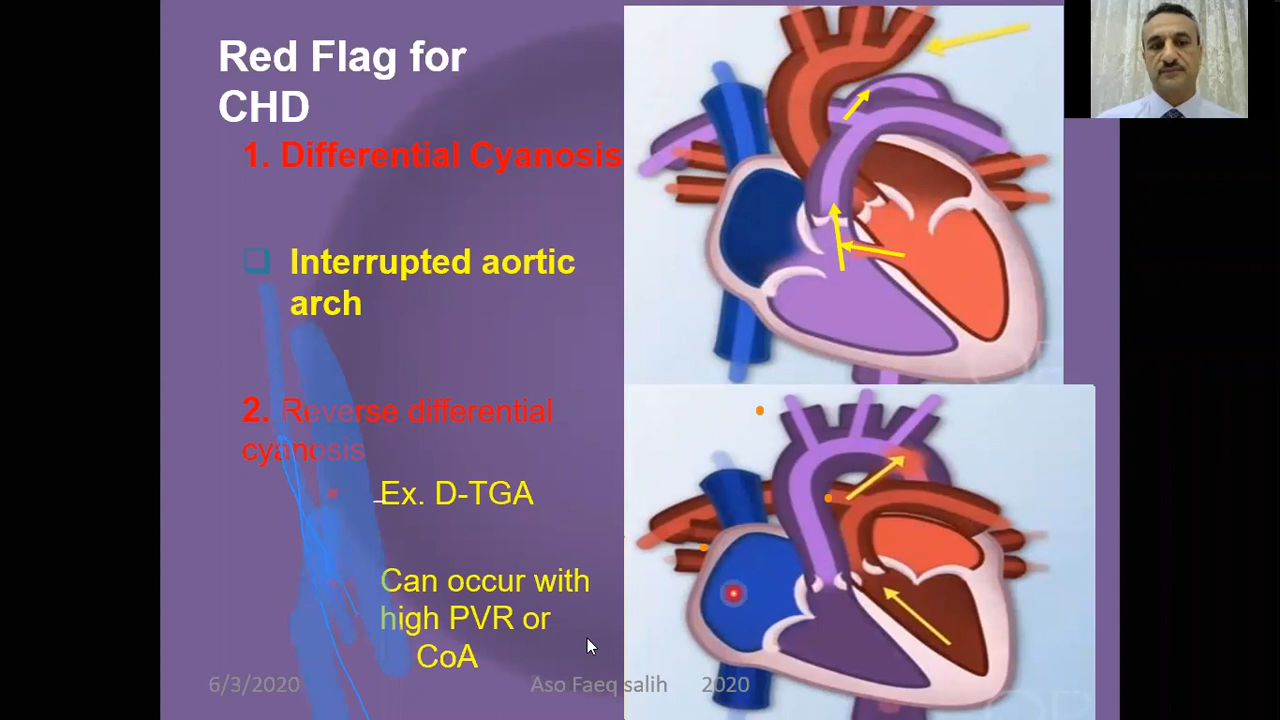 Red Flag for
CHD
1. Differential Cyanosis
Interrupted aortic
arch
2. Reverse differential
cyanosis
Ex. D-TGA
Can occur with
high PVR or
CoA
6/3/2020
Aso Faeq salih
2020